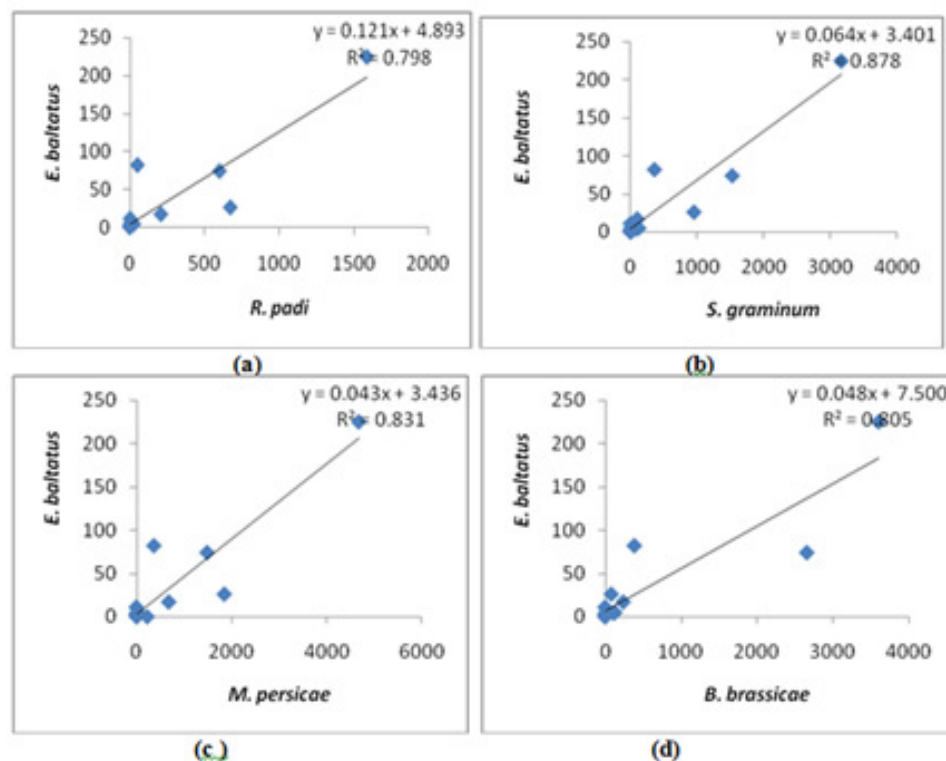 y = 0.121x + 4.893
R² = 0.798
250
200
150
100
50
0
E. baltatus
0 500 1000 1500 2000
R. padi
(a)
y = 0.064x + 3.401
R² = 0.878
250
200
150
100
50
0
E. baltatus
0 1000 2000 3000 4000
S. graminum
(b)
y = 0.043x + 3.436
R² = 0.831
250
200
150
100
50
0
E. baltatus
0 2000 4000 6000
M. persicae
(c )
y = 0.048x + 7.500
R² = 0.805
250
200
150
100
50
0
E. baltatus
0 1000 2000 3000 4000
B. brassicae
(d)